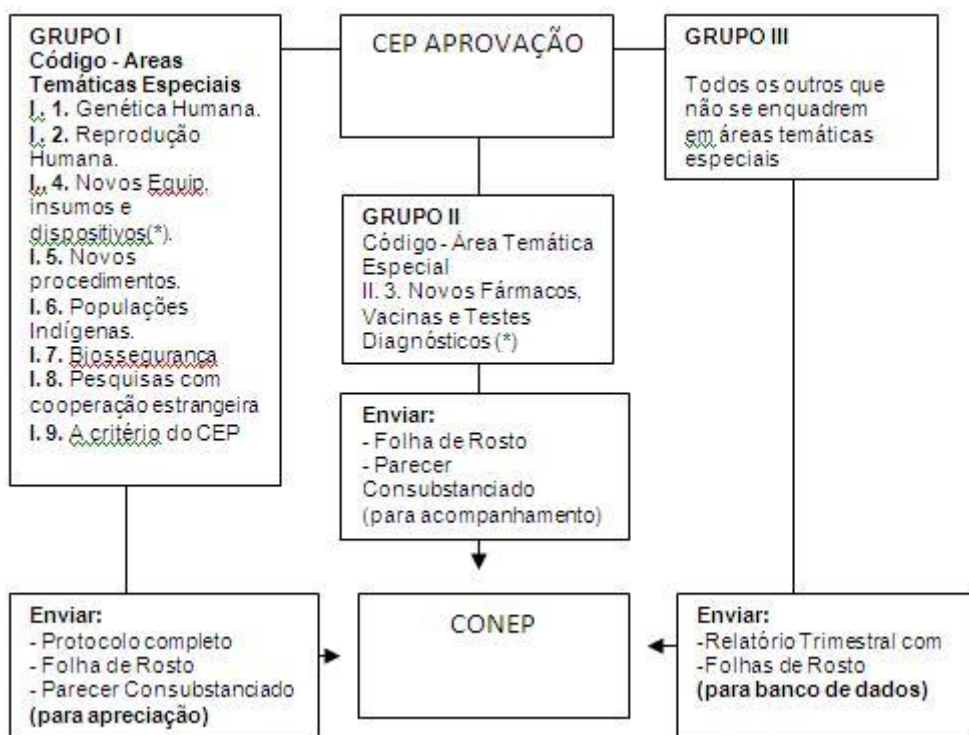 GRUPO I
Código - Areas
Temáticas Especiais
I. 1. Genética Humana.
I. 2. Reprodução
Humana.
I. 4. Novos Equip,
insumos e
dispositivos(*).
I. 5. Novos
procedimentos.
I. 6. Populações
Indígenas.
I. 7. Biossegurança
I. 8. Pesquisas com
cooperação estrangeira
I. 9. A critério do CEP
CEP APROVAÇÃO
GRUPO III
Todos os outros que
não se enquadrem
em áreas temáticas
especiais
GRUPO II
Código - Área Temática
Especial
II. 3. Novos Fármacos,
Vacinas e Testes
Diagnósticos (*)
Enviar:
- Folha de Rosto
- Parecer
Consubstanciado
(para acompanhamento)
Enviar:
- Protocolo completo
- Folha de Rosto
- Parecer Consubstanciado
(para apreciação)
CONEP
Enviar:
-Relatório Trimestral com
-Folhas de Rosto
(para banco de dados)